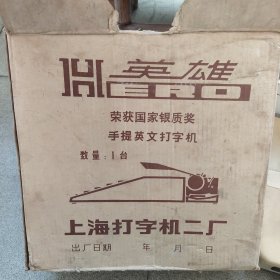 英雄
HERO
荣获国家银质奖
手提英文打字机
数量：1台
上海打字机二厂
出厂日期 年 月 日